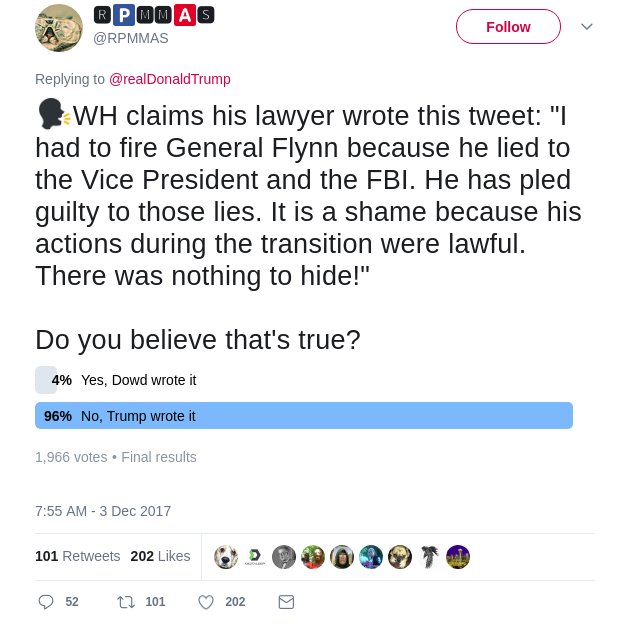 RPMMAS
@RPMMAS
Follow
Replying to @realDonaldTrump
🗣WH claims his lawyer wrote this tweet: "I
had to fire General Flynn because he lied to
the Vice President and the FBI. He has pled
guilty to those lies. It is a shame because his
actions during the transition were lawful.
There was nothing to hide!"
Do you believe that's true?
4% Yes, Dowd wrote it
96% No, Trump wrote it
1,966 votes • Final results
7:55 AM - 3 Dec 2017
101 Retweets 202 Likes
52 101 202